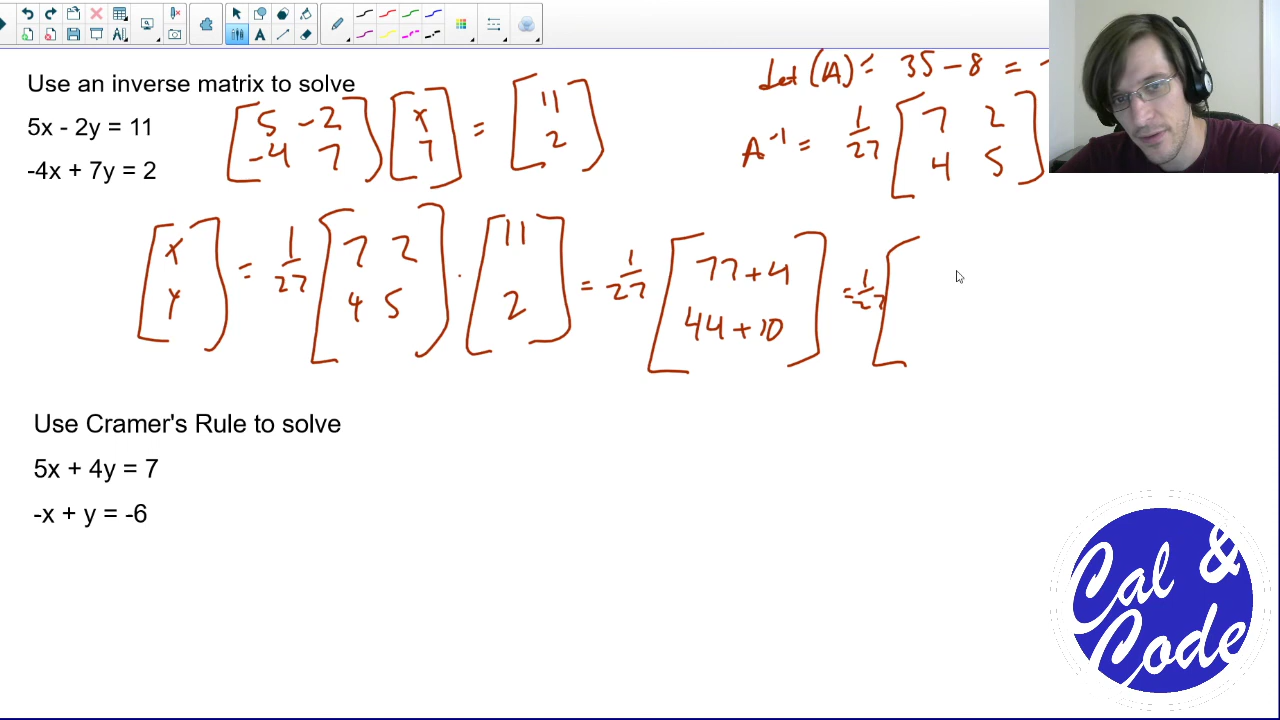 Use an inverse matrix to solve
5x - 2y = 11
-4x + 7y = 2
[5 -2
-4 7] [x
7] = [11
2]
det(A) = 35 - 8 =
A⁻¹ = 1/27 [7 2
4 5]
[x
y] = 1/27 [7 2
4 5] · [11
2] = 1/27 [77+4
44+10] = 1/27 [
Use Cramer's Rule to solve
5x + 4y = 7
-x + y = -6
Cal &
Code